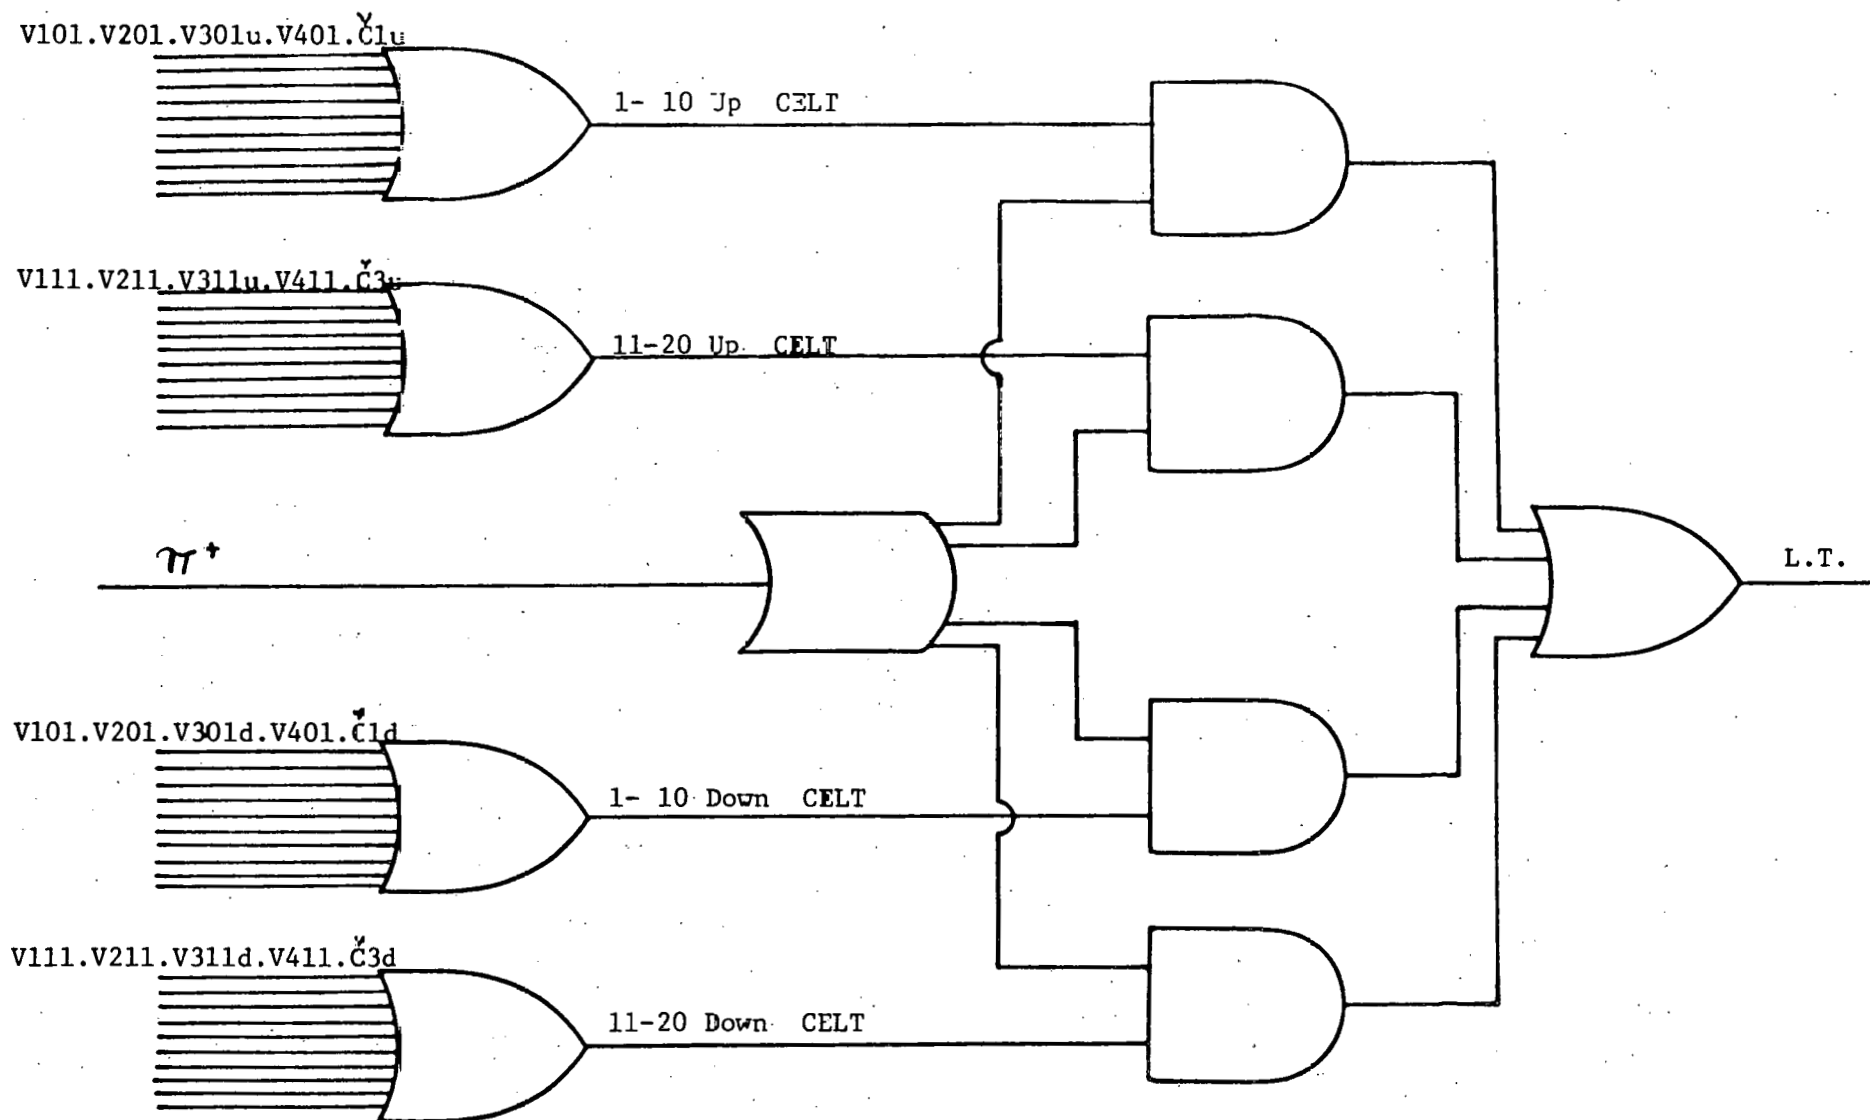 V101.V201.V301u.V401.Č1u
1- 10 Up CELT
V111.V211.V311u.V411.Č3u
11-20 Up CELT
π+
L.T.
V101.V201.V301d.V401.Č1d
1- 10 Down CELT
V111.V211.V311d.V411.Č3d
11-20 Down CELT